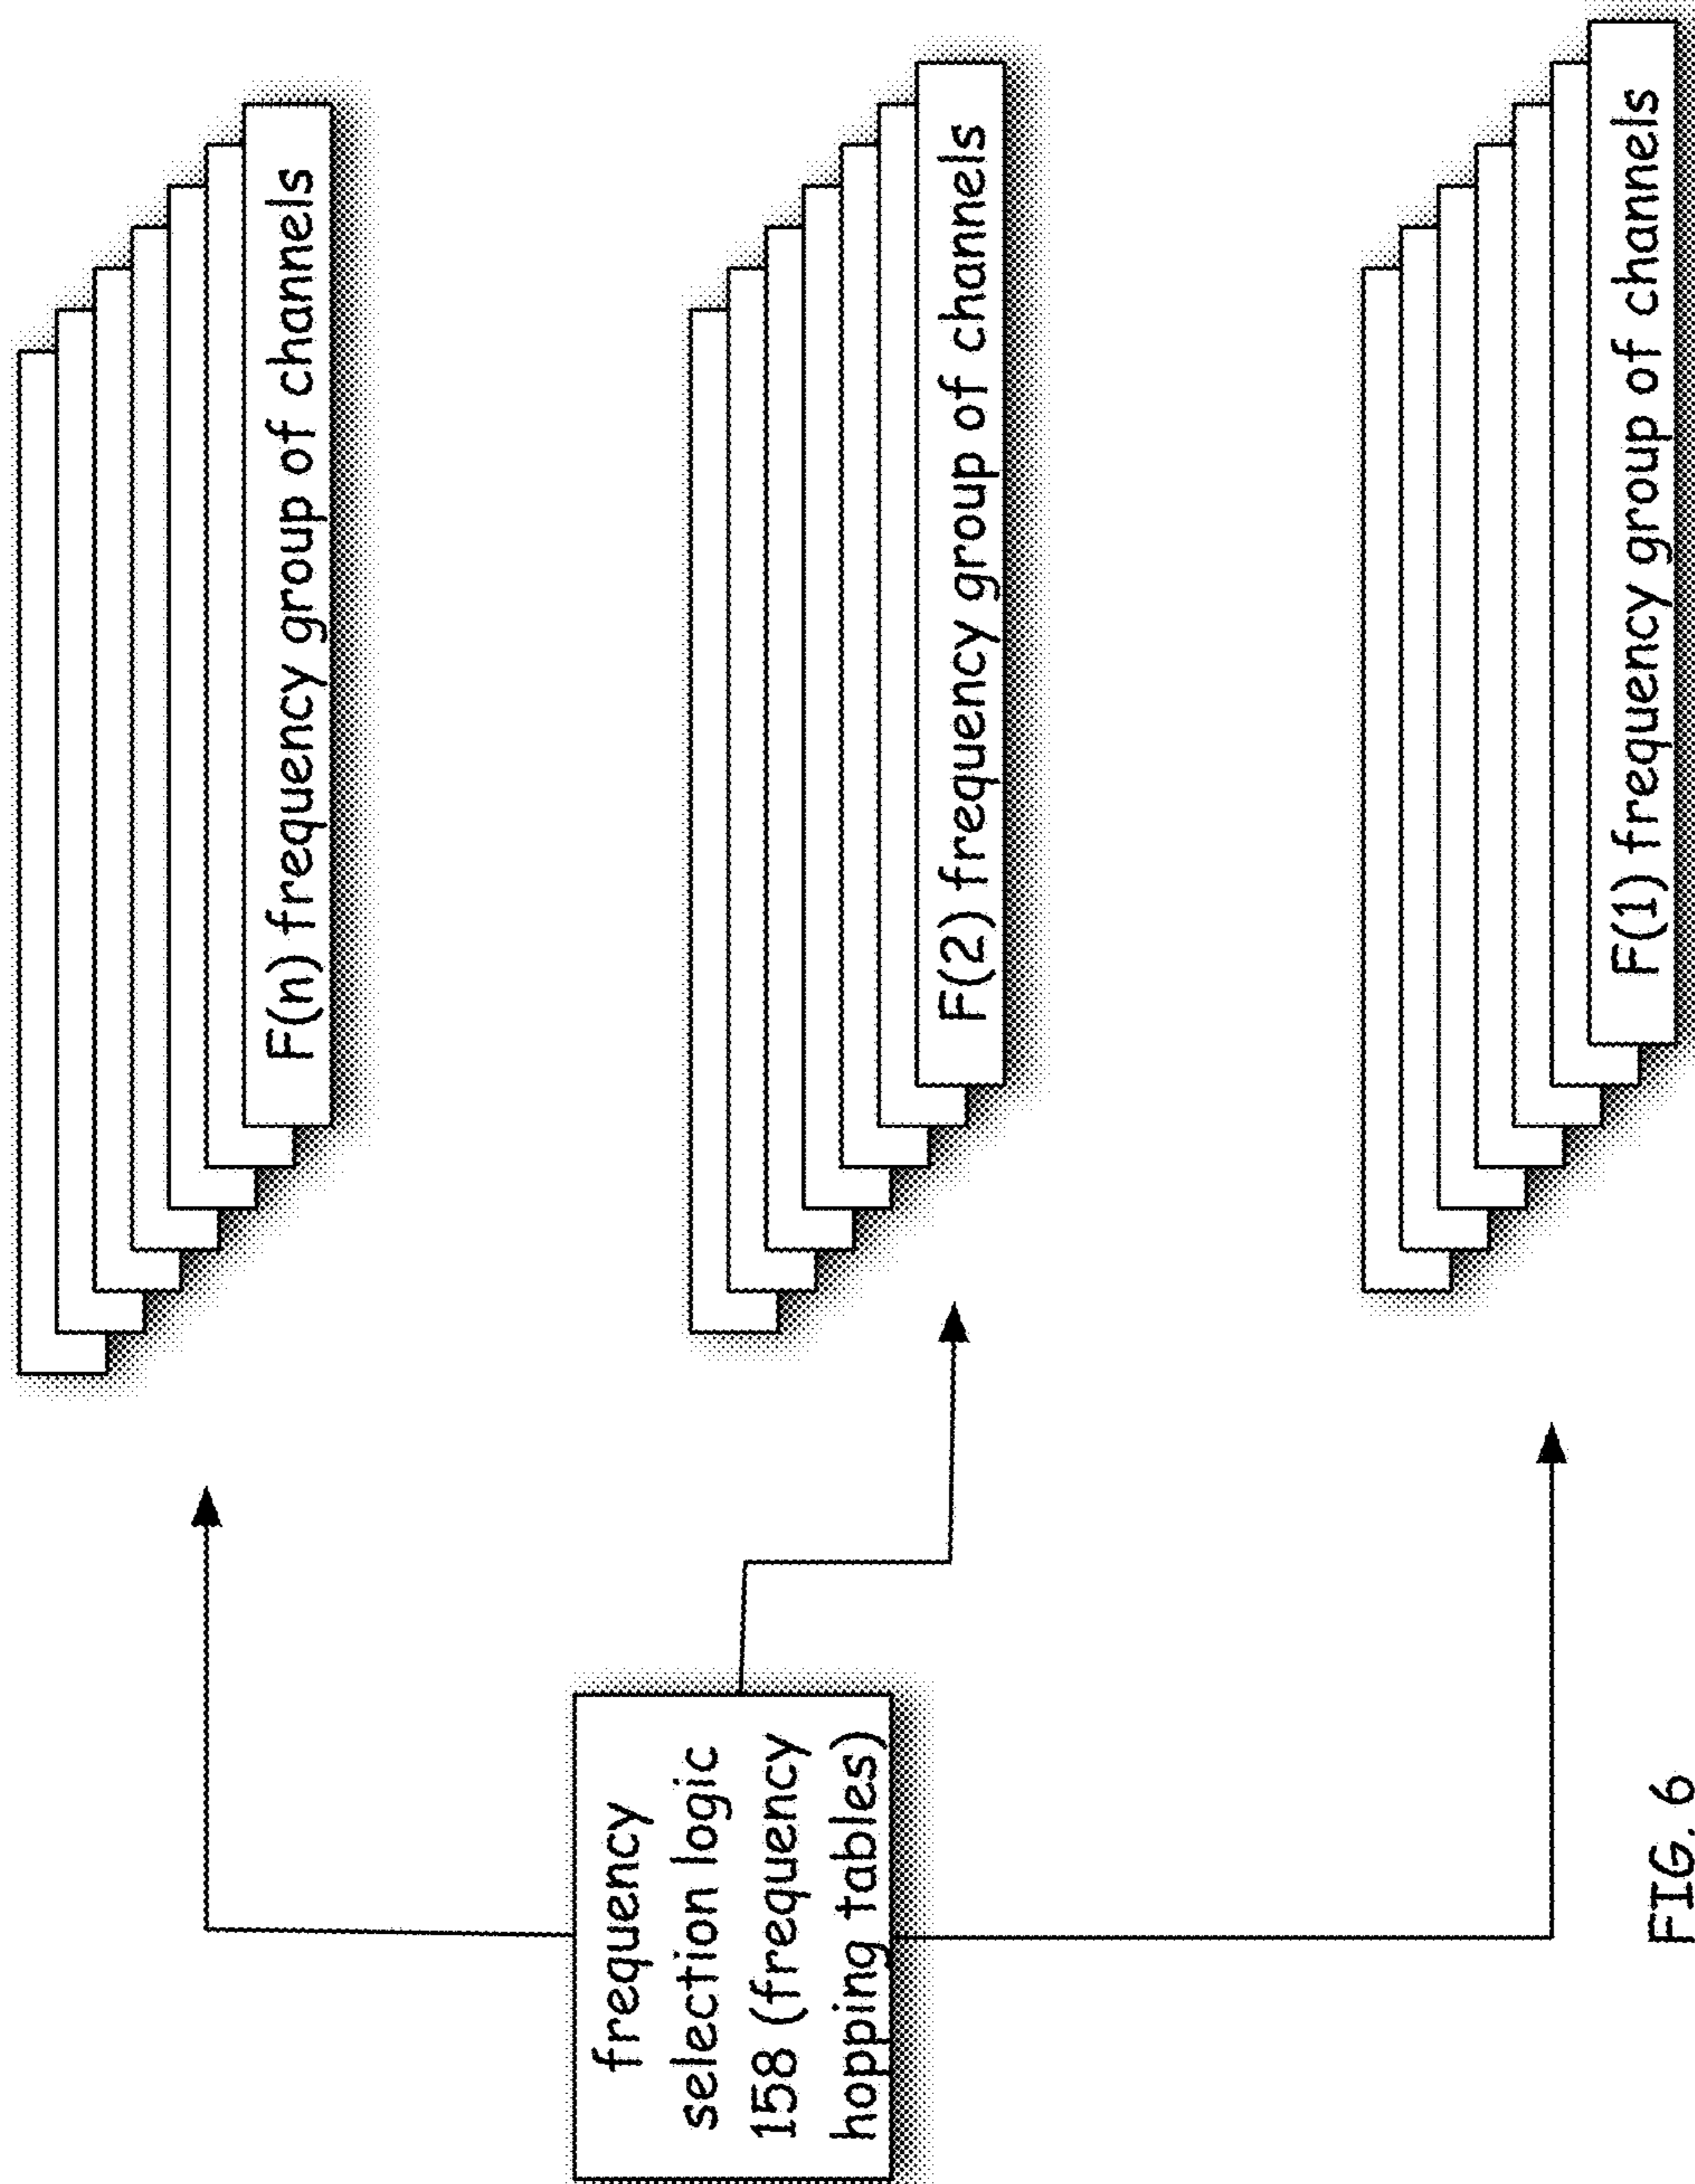 F(n) frequency group of channels
frequency
selection logic
158 (frequency
hopping tables)
F(2) frequency group of channels
F(1) frequency group of channels
FIG. 6